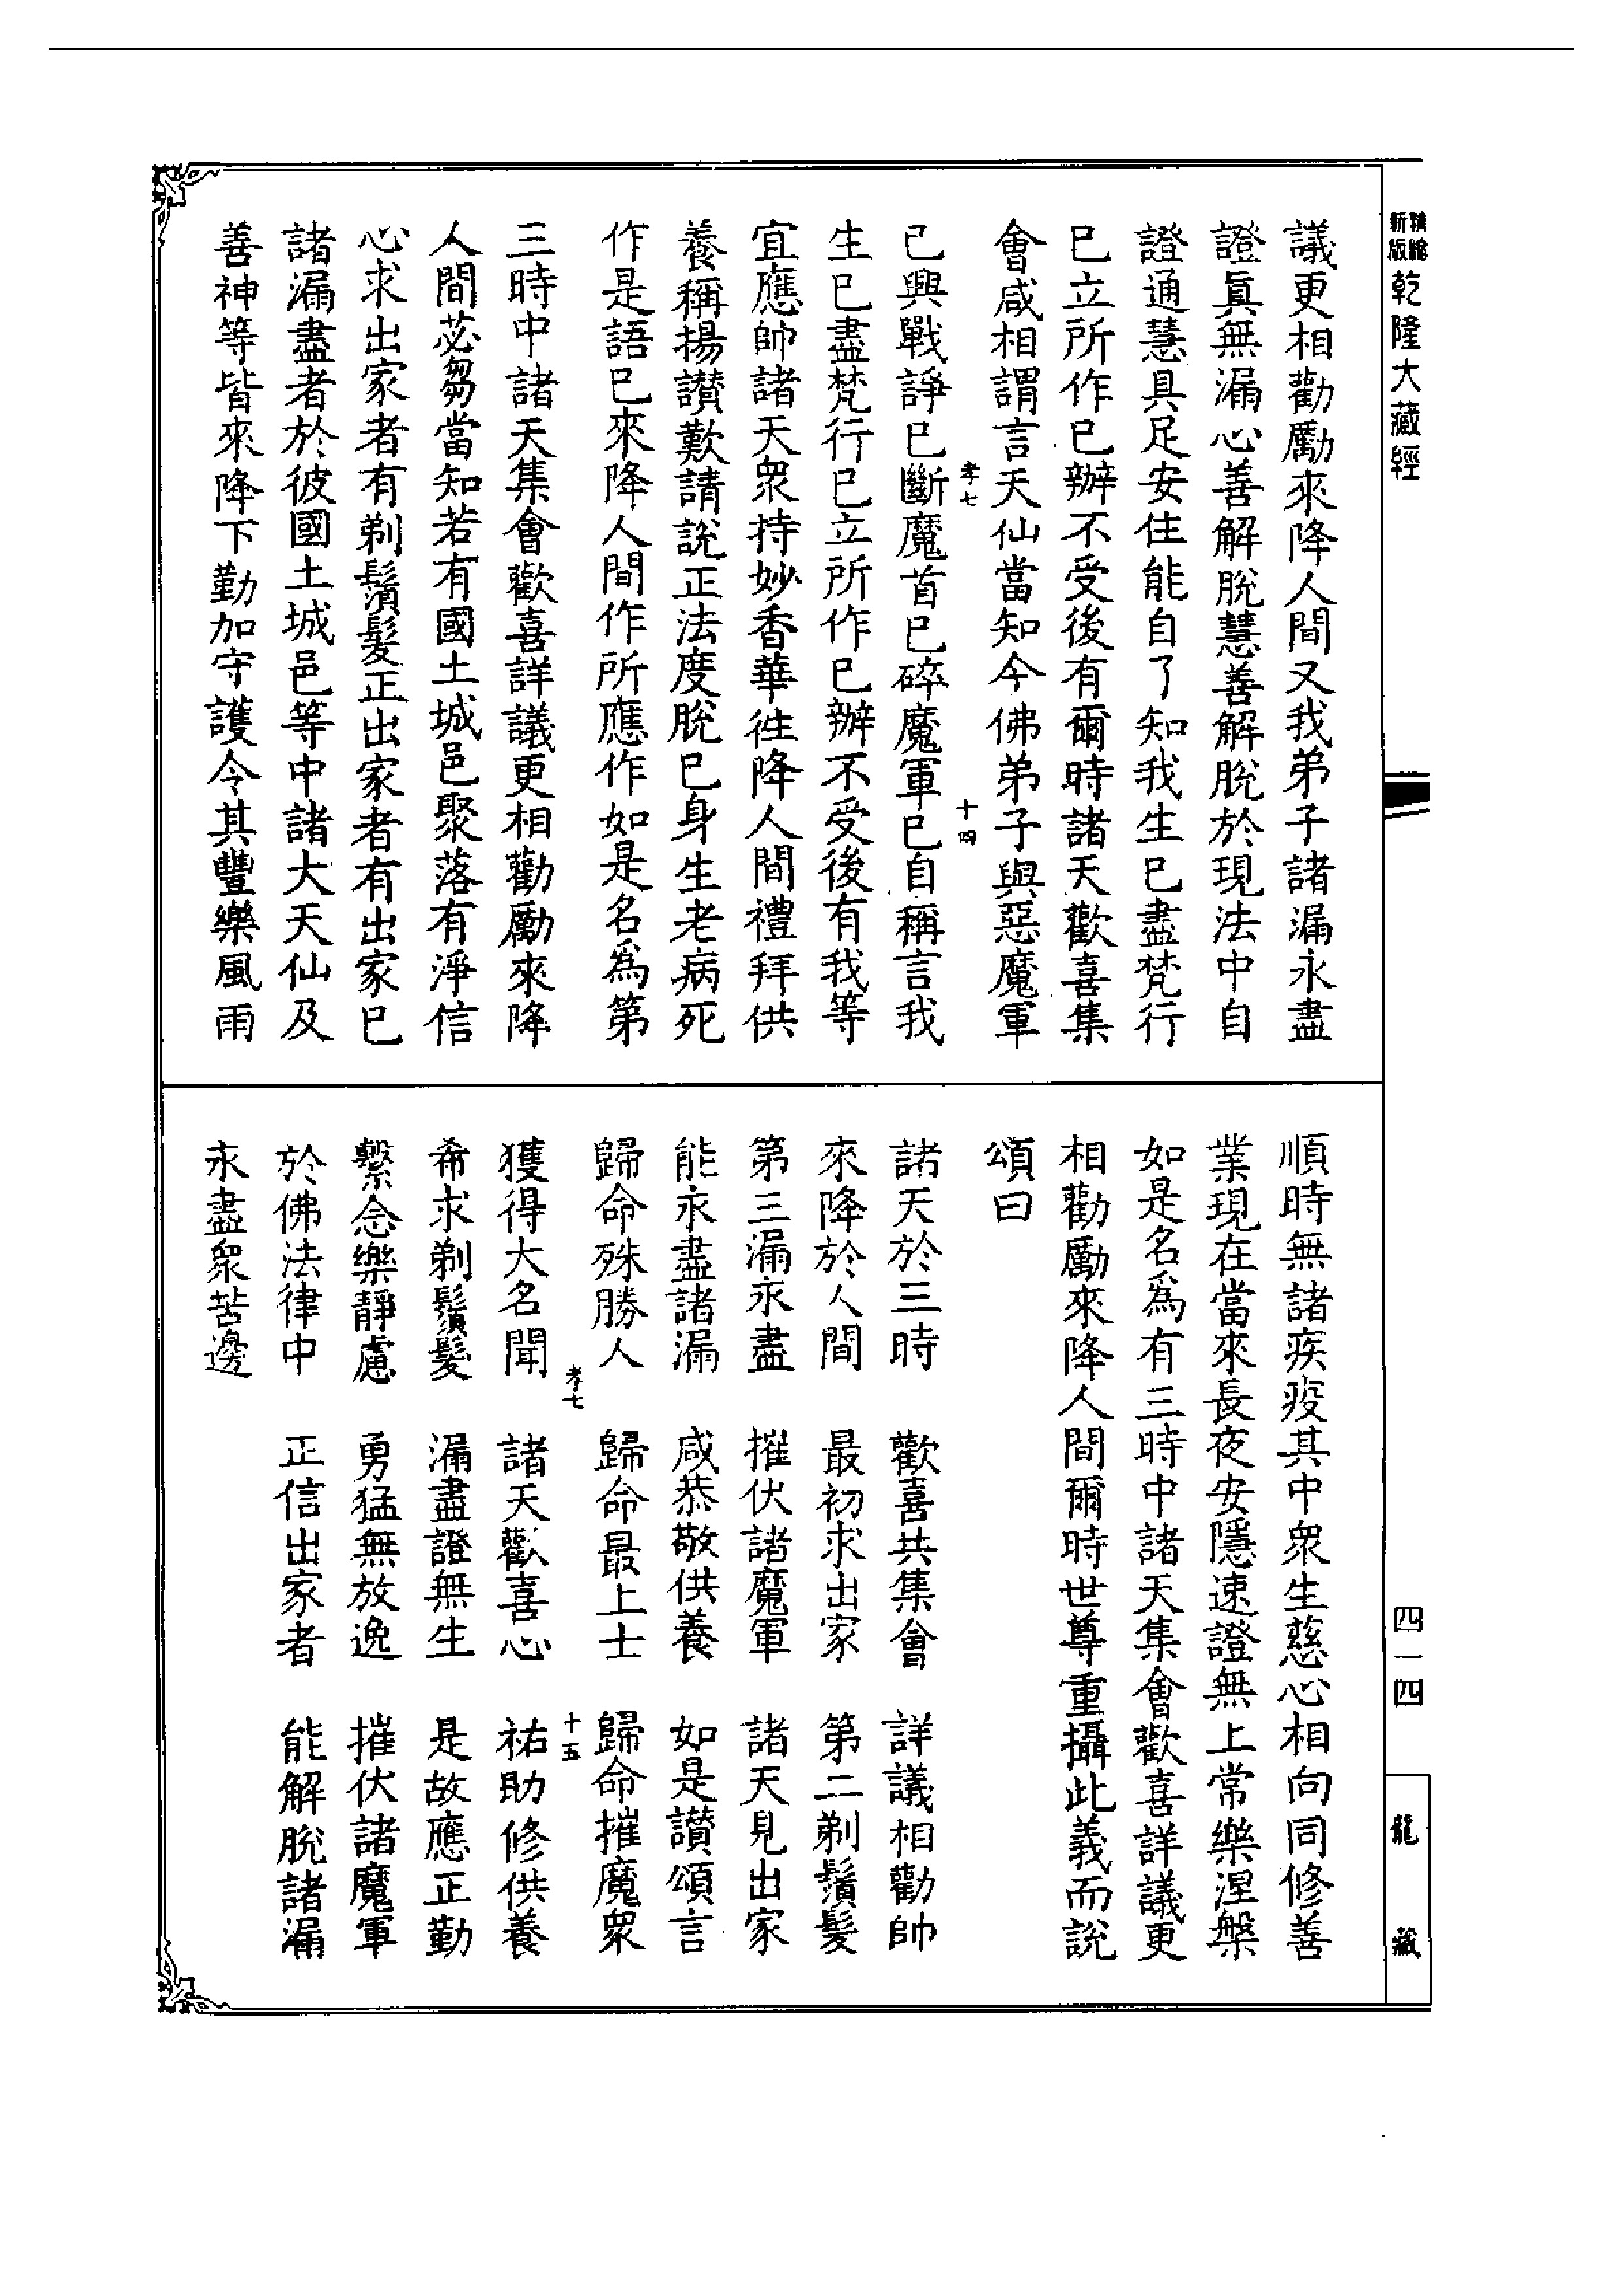 新版
精縮
乾隆大藏經
四一四
龍藏
議更相勸勵來降人間又我弟子諸漏永盡
證眞無漏心善解脫慧善解脫於現法中自
證通慧具足安住能自了知我生已盡梵行
已立所作已辦不受後有爾時諸天歡喜集
會咸相謂言天仙當知今佛弟子與惡魔軍
孝七
十四
已興戰諍已斷魔首已碎魔軍已自稱言我
生已盡梵行已立所作已辦不受後有我等
宜應帥諸天衆持妙香華往降人間禮拜供
養稱揚讃歎請說正法度脫已身生老病死
作是語已來降人間作所應作如是名爲第
三時中諸天集會歡喜詳議更相勸勵來降
人間苾芻當知若有國土城邑聚落有淨信
心求出家者有剃鬚髮正出家者有出家已
諸漏盡者於彼國土城邑等中諸大天仙及
善神等皆來降下勤加守護令其豐樂風雨
順時無諸疾疫其中衆生慈心相向同修善
業現在當來長夜安隱速證無上常樂涅槃
如是名爲有三時中諸天集會歡喜詳議更
相勸勵來降人間爾時世尊重攝此義而說
頌曰
諸天於三時　歡喜共集會　詳議相勸帥
來降於人間　最初求出家　第二剃鬚髮
第三漏永盡　摧伏諸魔軍　諸天見出家
能永盡諸漏　咸恭敬供養　如是讃頌言
歸命殊勝人　歸命最上士　歸命摧魔衆
孝七
十五
獲得大名聞　諸天歡喜心　祐助修供養
希求剃鬚髮　漏盡證無生　是故應正勤
繫念樂靜慮　勇猛無放逸　摧伏諸魔軍
於佛法律中　正信出家者　能解脫諸漏
永盡衆苦邊